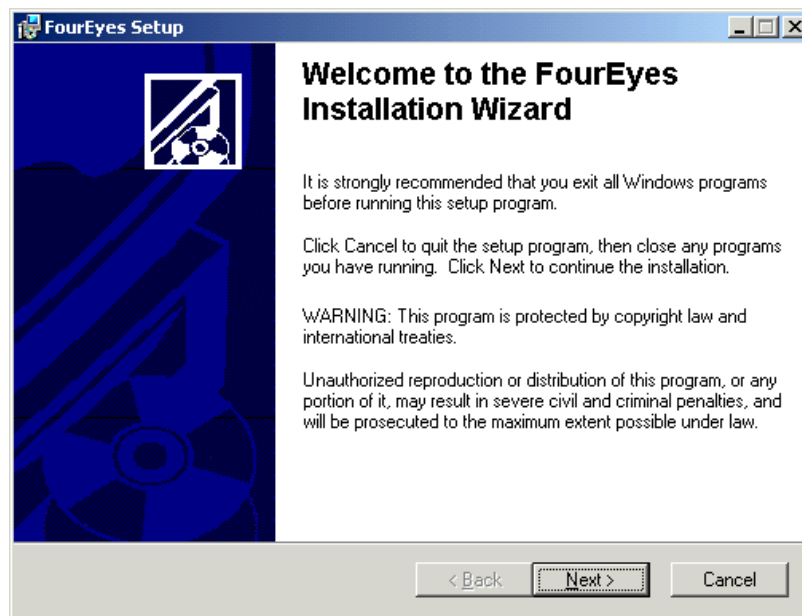 FourEyes Setup
Welcome to the FourEyes
Installation Wizard
It is strongly recommended that you exit all Windows programs
before running this setup program.
Click Cancel to quit the setup program, then close any programs
you have running.  Click Next to continue the installation.
WARNING: This program is protected by copyright law and
international treaties.
Unauthorized reproduction or distribution of this program, or any
portion of it, may result in severe civil and criminal penalties, and
will be prosecuted to the maximum extent possible under law.
< Back Next > Cancel